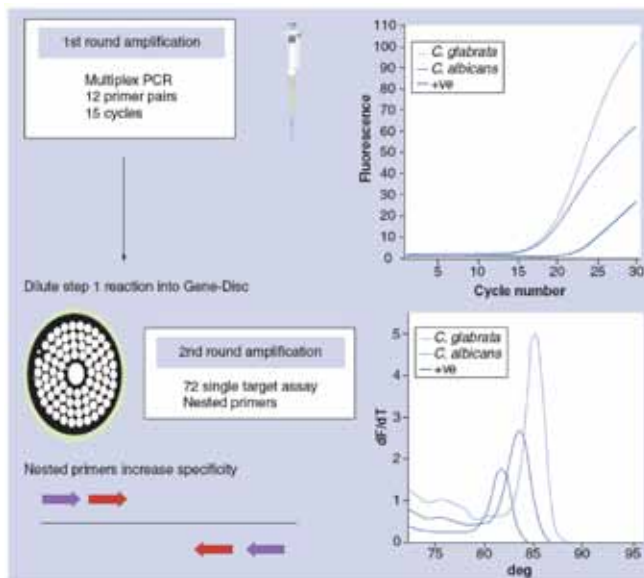 1st round amplification
Multiplex PCR
12 primer pairs
15 cycles
Dilute step 1 reaction into Gene-Disc
2nd round amplification
72 single target assay
Nested primers
Nested primers increase specificity
110
100
90
80
70
60
50
40
30
20
10
0
Fluorescence
C. glabrata
C. albicans
+ve
5 10 15 20 25 30
Cycle number
5
4
3
2
1
0
dF/dT
C. glabrata
C. albicans
+ve
75 80 85 90 95
deg